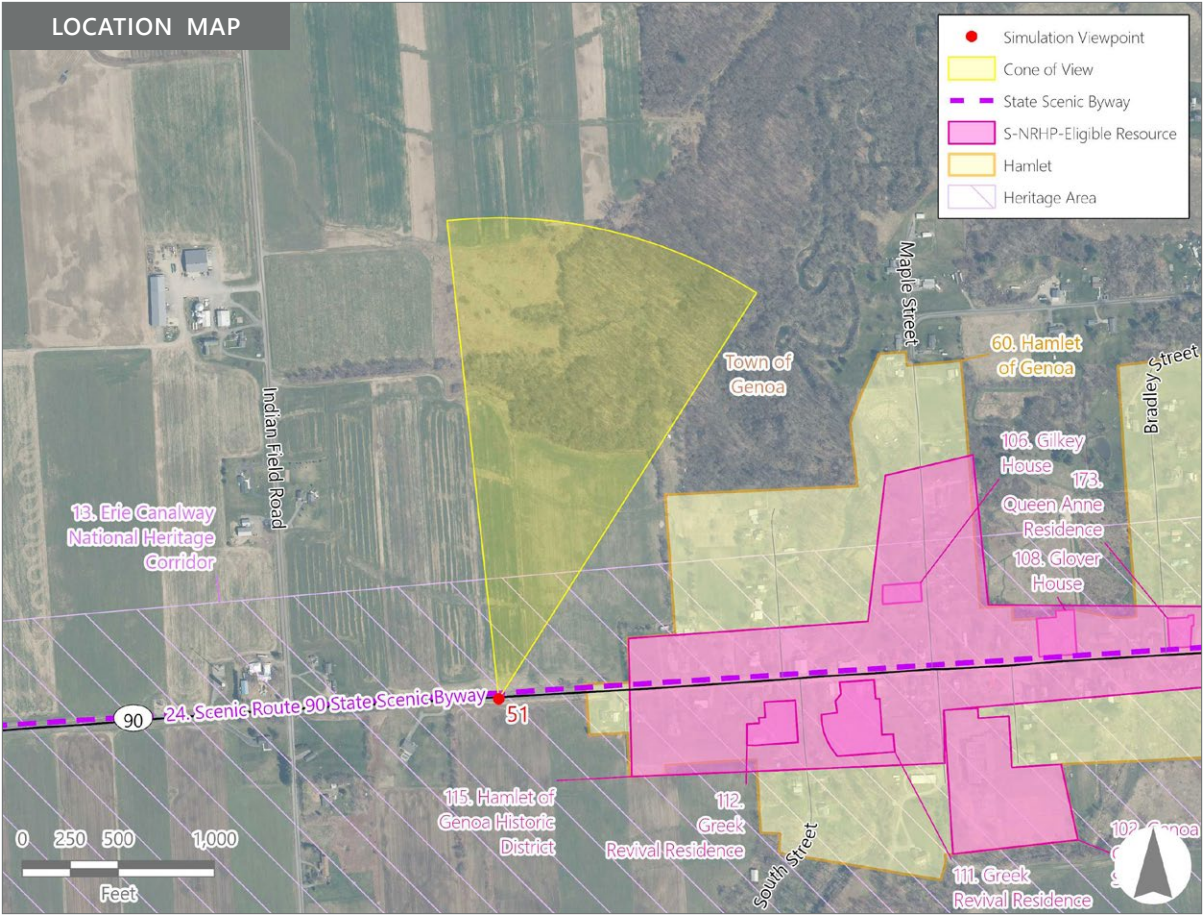 LOCATION MAP
Simulation Viewpoint
Cone of View
State Scenic Byway
S-NRHP-Eligible Resource
Hamlet
Heritage Area
Maple Street
60. Hamlet
of Genoa
Bradley Street
Town of
Genoa
Indian Field Road
106. Gilkey
House
173.
Queen Anne
Residence
108. Glover
House
13. Erie Canalway
National Heritage
Corridor
90
24. Scenic Route 90 State Scenic Byway
51
115. Hamlet of
Genoa Historic
District
112.
Greek
Revival Residence
South Street
111. Greek
Revival Residence
Genoa
0 250 500 1,000
Feet